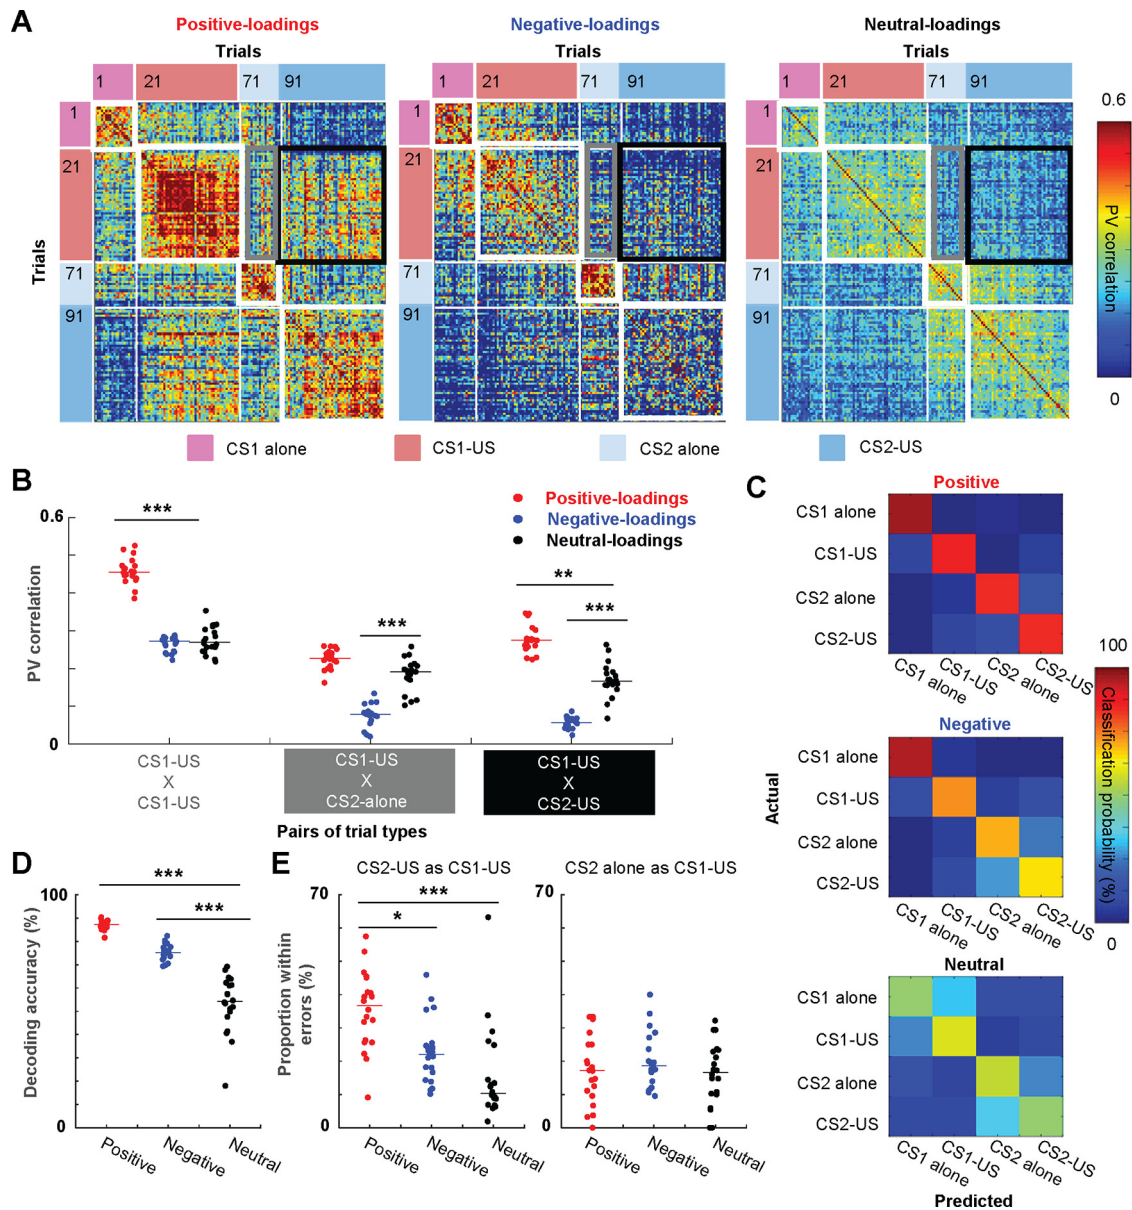 A
Positive-loadings
Negative-loadings
Neutral-loadings
Trials
Trials
Trials
1 21 71 91
1 21 71 91
1 21 71 91
1
21
71
91
1
21
71
91
1
21
71
91
Trials
0.6
PV correlation
0
CS1 alone
CS1-US
CS2 alone
CS2-US
B
Positive-loadings
Negative-loadings
Neutral-loadings
0.6
PV correlation
0
***
***
**
***
CS1-US
X
CS1-US
CS1-US
X
CS2-alone
CS1-US
X
CS2-US
Pairs of trial types
C
Positive
CS1 alone
CS1-US
CS2 alone
CS2-US
CS1 alone
CS1-US
CS2 alone
CS2-US
Negative
CS1 alone
CS1-US
CS2 alone
CS2-US
CS1 alone
CS1-US
CS2 alone
CS2-US
Actual
100
Classification probability (%)
0
Neutral
CS1 alone
CS1-US
CS2 alone
CS2-US
CS1 alone
CS1-US
CS2 alone
CS2-US
Predicted
D
100
Decoding accuracy (%)
0
***
***
Positive
Negative
Neutral
E
CS2-US as CS1-US
70
Proportion within
errors (%)
0
***
*
Positive
Negative
Neutral
CS2 alone as CS1-US
70
0
Positive
Negative
Neutral